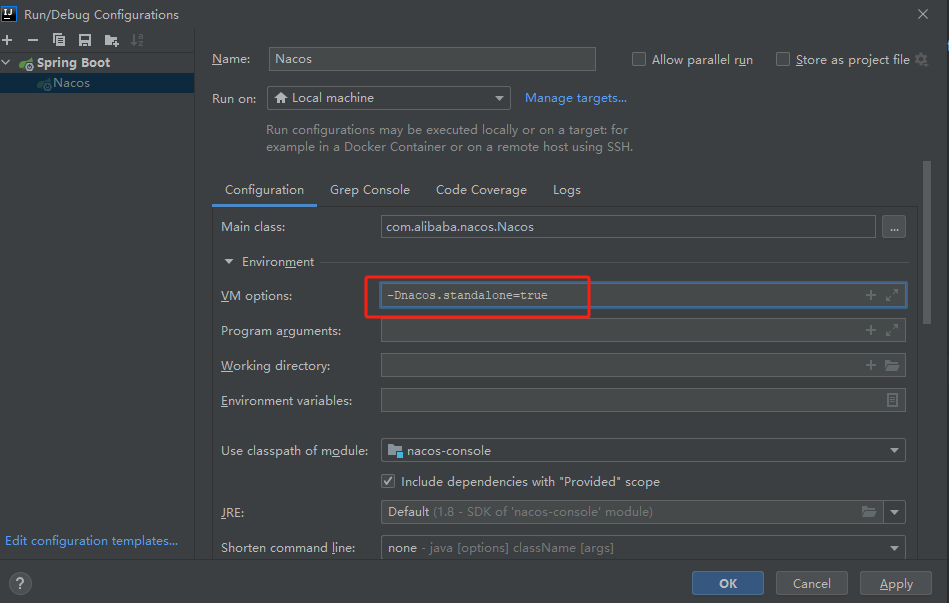 Run/Debug Configurations
Spring Boot
Nacos
Name:
Nacos
Allow parallel run
Store as project file
Run on:
Local machine
Manage targets...
Run configurations may be executed locally or on a target: for
example in a Docker Container or on a remote host using SSH.
Configuration
Grep Console
Code Coverage
Logs
Main class:
com.alibaba.nacos.Nacos
...
Environment
VM options:
-Dnacos.standalone=true
Program arguments:
Working directory:
Environment variables:
Use classpath of module:
nacos-console
Include dependencies with "Provided" scope
JRE:
Default (1.8 - SDK of 'nacos-console' module)
Shorten command line:
none - java [options] className [args]
Edit configuration templates...
?
OK
Cancel
Apply